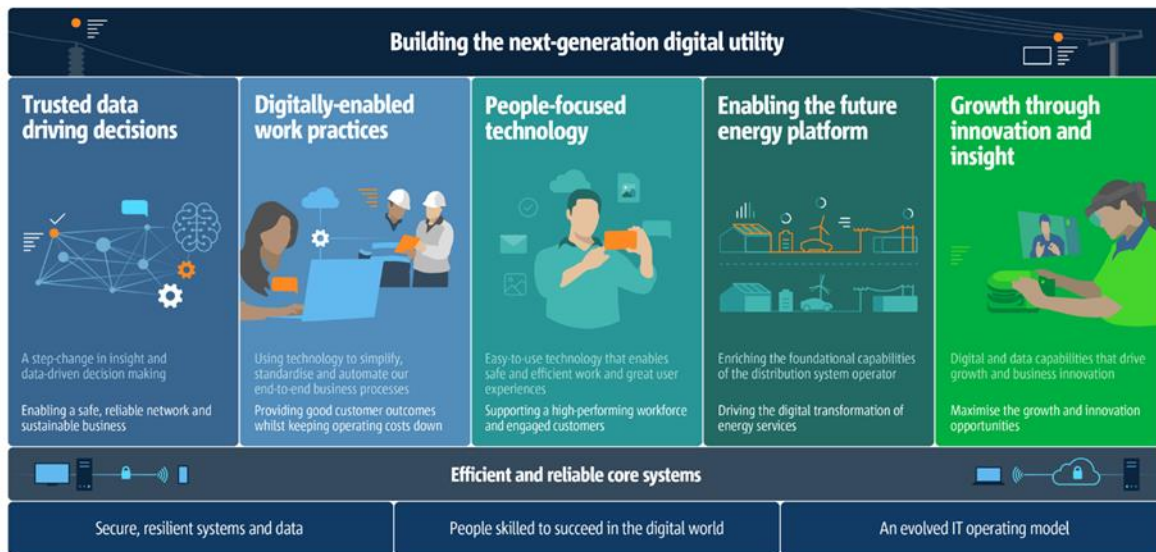 Building the next-generation digital utility
Trusted data
driving decisions
A step-change in insight and
data-driven decision making
Enabling a safe, reliable network and
sustainable business
Digitally-enabled
work practices
Using technology to simplify,
standardise and automate our
end-to-end business processes
Providing good customer outcomes
whilst keeping operating costs down
People-focused
technology
Easy-to-use technology that enables
safe and efficient work and great user
experiences
Supporting a high-performing workforce
and engaged customers
Enabling the future
energy platform
Enriching the foundational capabilities
of the distribution system operator
Driving the digital transformation of
energy services
Growth through
innovation and
insight
Digital and data capabilities that drive
growth and business innovation
Maximise the growth and innovation
opportunities
Efficient and reliable core systems
Secure, resilient systems and data
People skilled to succeed in the digital world
An evolved IT operating model